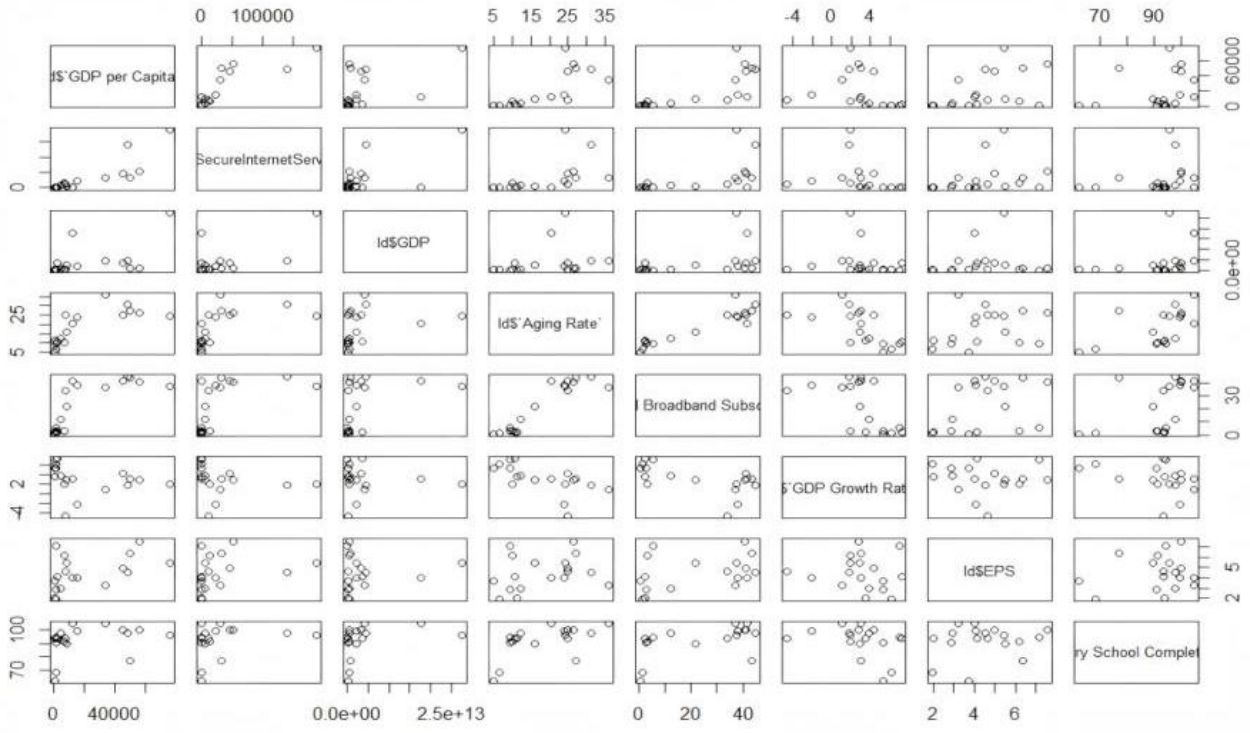 0 100000 5 15 25 35 -4 0 4 70 90
d$`GDP per Capita 0 60000
SecureInternetServ 0
ld$GDP 0.0e+00
5 25 ld$`Aging Rate`
l Broadband Subsc 0 30
-4 2 $`GDP Growth Rat
ld$EPS 2 5
70 100 ry School Complet
0 40000 0.0e+00 2.5e+13 0 20 40 2 4 6